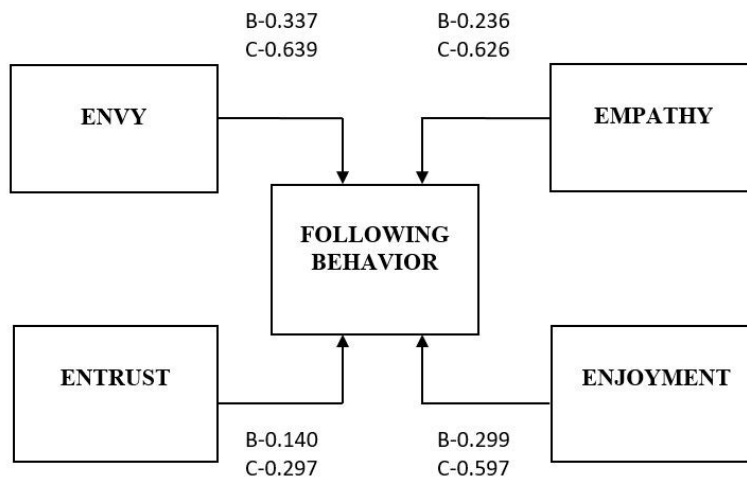 B-0.337
C-0.639
B-0.236
C-0.626
ENVY
EMPATHY
FOLLOWING
BEHAVIOR
ENTRUST
ENJOYMENT
B-0.140
C-0.297
B-0.299
C-0.597